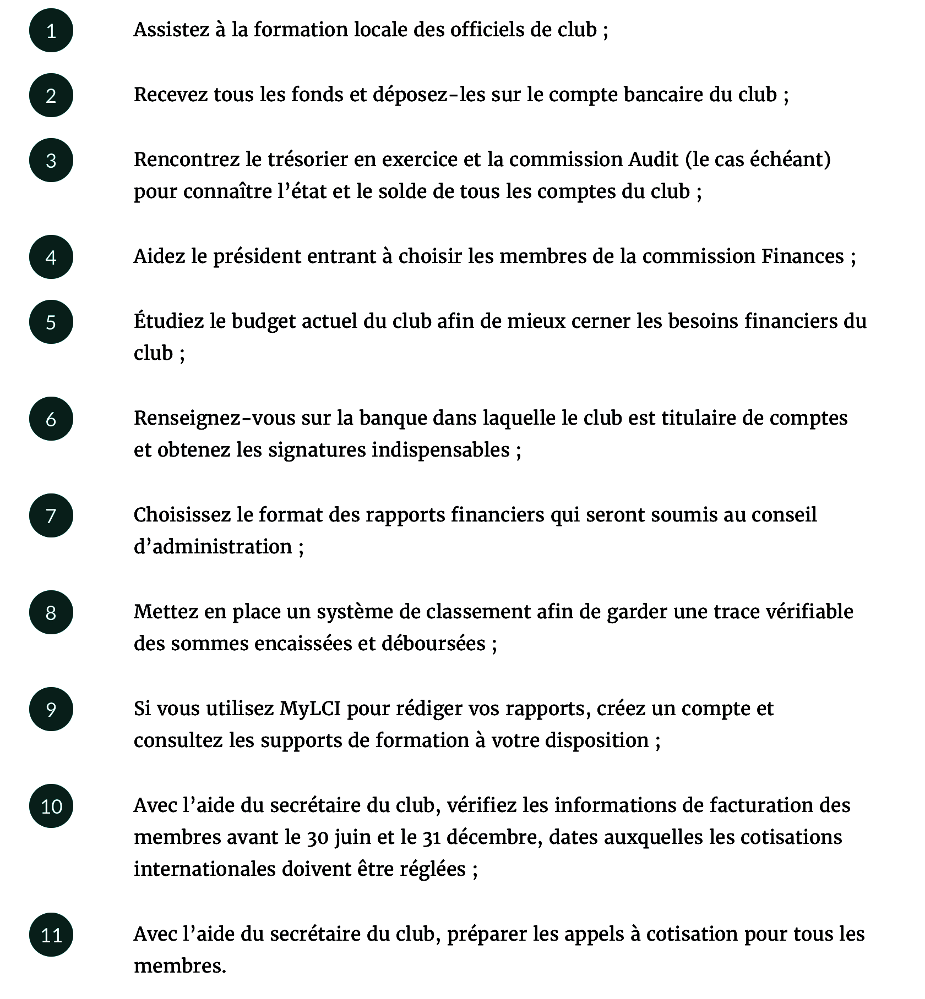 1 Assistez à la formation locale des officiels de club ;
2 Recevez tous les fonds et déposez-les sur le compte bancaire du club ;
3 Rencontrez le trésorier en exercice et la commission Audit (le cas échéant)
pour connaître l’état et le solde de tous les comptes du club ;
4 Aidez le président entrant à choisir les membres de la commission Finances ;
5 Étudiez le budget actuel du club afin de mieux cerner les besoins financiers du
club ;
6 Renseignez-vous sur la banque dans laquelle le club est titulaire de comptes
et obtenez les signatures indispensables ;
7 Choisissez le format des rapports financiers qui seront soumis au conseil
d’administration ;
8 Mettez en place un système de classement afin de garder une trace vérifiable
des sommes encaissées et déboursées ;
9 Si vous utilisez MyLCI pour rédiger vos rapports, créez un compte et
consultez les supports de formation à votre disposition ;
10 Avec l’aide du secrétaire du club, vérifiez les informations de facturation des
membres avant le 30 juin et le 31 décembre, dates auxquelles les cotisations
internationales doivent être réglées ;
11 Avec l’aide du secrétaire du club, préparer les appels à cotisation pour tous les
membres.